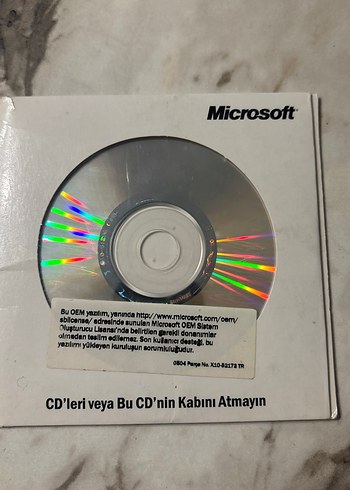 Microsoft
Bu OEM yazılım, yanında http://www.microsoft.com/oem/
sblicense/ adresinde sunulan Microsoft OEM Sistem
Oluşturucu Lisansı'nda belirtilen gerekli donanımlar
olmadan teslim edilemez. Son kullanıcı desteği, bu
yazılımı yükleyen kuruluşun sorumluluğudur.
0804 Parça No. X10-52173 TR
CD'leri veya Bu CD'nin Kabını Atmayın